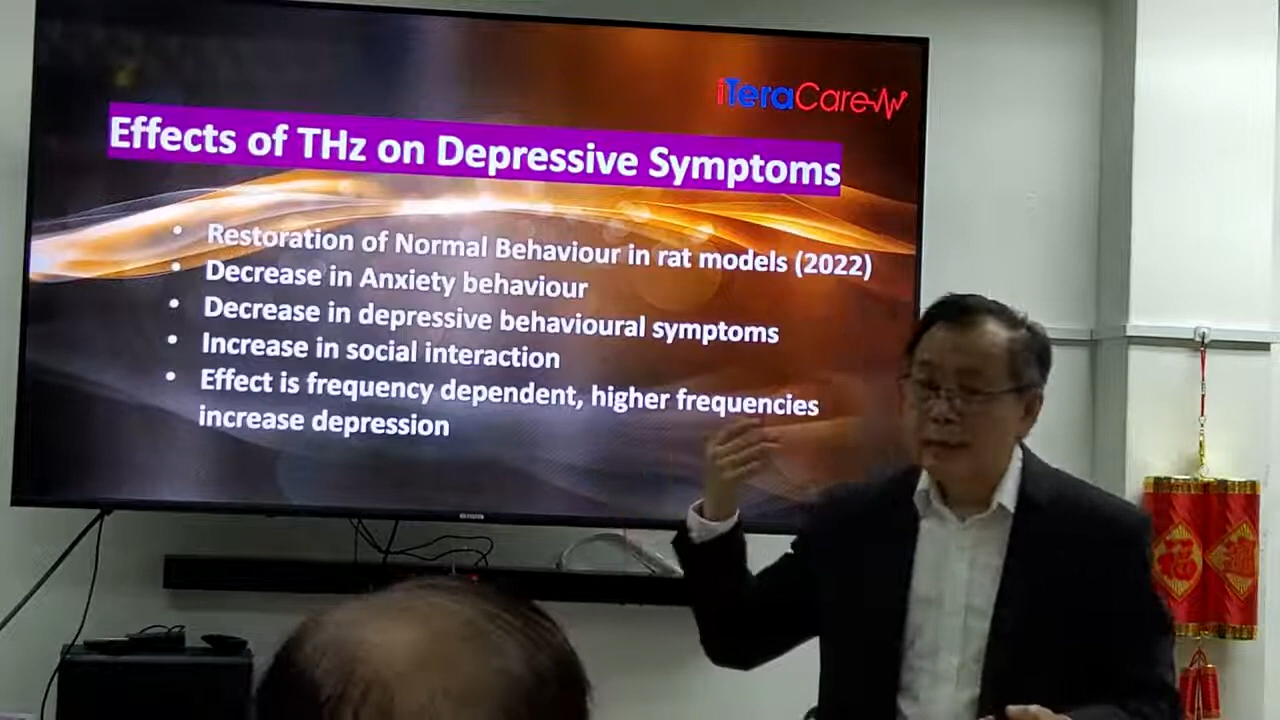 iTeraCare
Effects of THz on Depressive Symptoms
• Restoration of Normal Behaviour in rat models (2022)
• Decrease in Anxiety behaviour
• Decrease in depressive behavioural symptoms
• Increase in social interaction
• Effect is frequency dependent, higher frequencies
increase depression
福